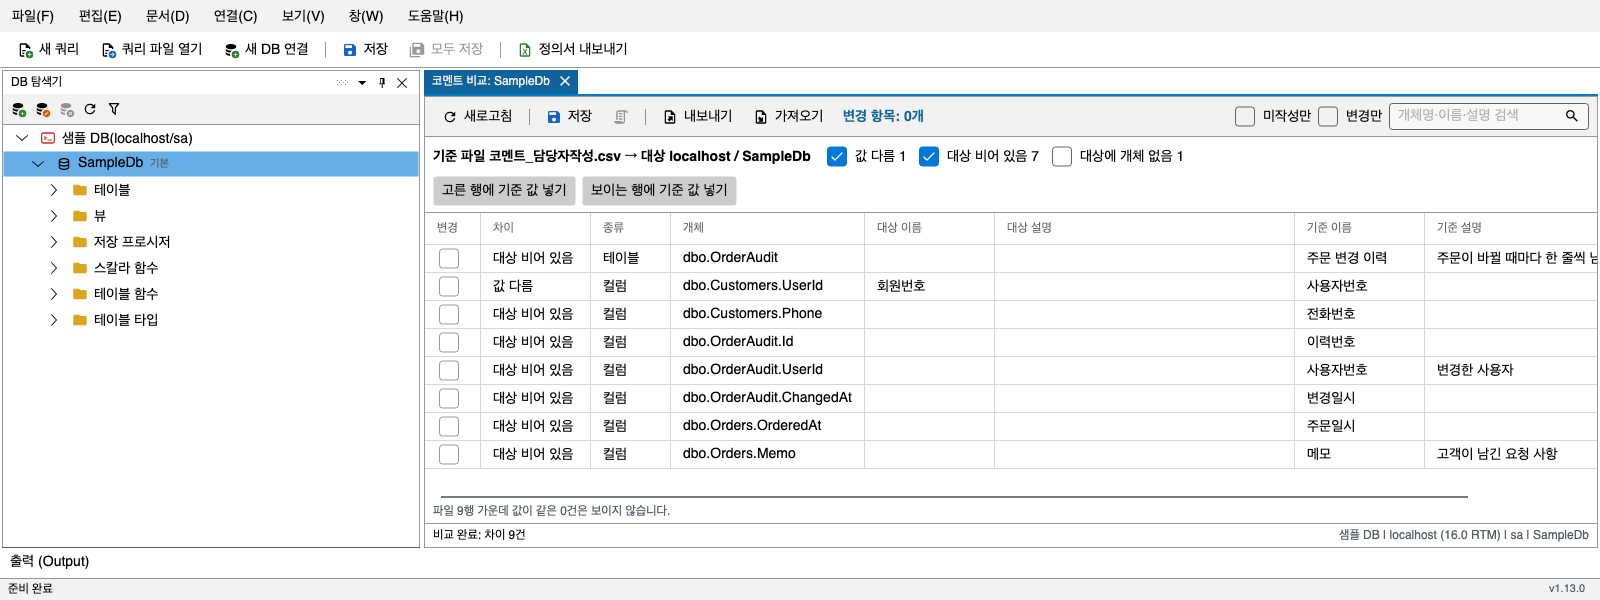 파일(F) 편집(E) 문서(D) 연결(C) 보기(V) 창(W) 도움말(H)
새 쿼리 쿼리 파일 열기 새 DB 연결 저장 모두 저장 정의서 내보내기
DB 탐색기
샘플 DB(localhost/sa)
SampleDb 기본
테이블
뷰
저장 프로시저
스칼라 함수
테이블 함수
테이블 타입
코멘트 비교: SampleDb
새로고침 저장 내보내기 가져오기 변경 항목: 0개 미작성만 변경만 개체명·이름·설명 검색
기준 파일 코멘트_담당자작성.csv → 대상 localhost / SampleDb 값 다름 1 대상 비어 있음 7 대상에 개체 없음 1
고른 행에 기준 값 넣기 보이는 행에 기준 값 넣기
변경 차이 종류 개체 대상 이름 대상 설명 기준 이름 기준 설명
대상 비어 있음 테이블 dbo.OrderAudit 주문 변경 이력 주문이 바뀔 때마다 한 줄씩
값 다름 컬럼 dbo.Customers.UserId 회원번호 사용자번호
대상 비어 있음 컬럼 dbo.Customers.Phone 전화번호
대상 비어 있음 컬럼 dbo.OrderAudit.Id 이력번호
대상 비어 있음 컬럼 dbo.OrderAudit.UserId 사용자번호 변경한 사용자
대상 비어 있음 컬럼 dbo.OrderAudit.ChangedAt 변경일시
대상 비어 있음 컬럼 dbo.Orders.OrderedAt 주문일시
대상 비어 있음 컬럼 dbo.Orders.Memo 메모 고객이 남긴 요청 사항
파일 9행 가운데 값이 같은 0건은 보이지 않습니다.
비교 완료: 차이 9건 샘플 DB | localhost (16.0 RTM) | sa | SampleDb
출력 (Output)
준비 완료 v1.13.0